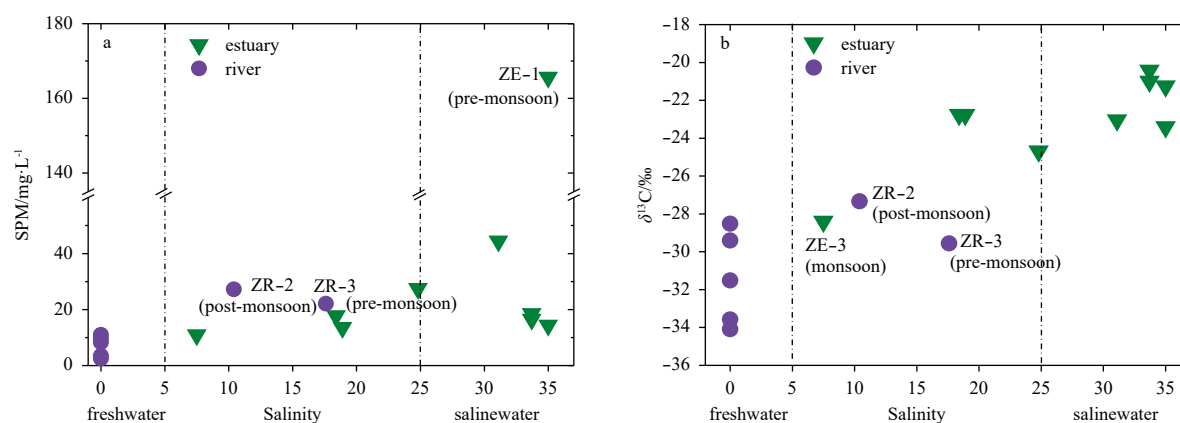 a
estuary
river
ZE-1
(pre-monsoon)
ZR-2
(post-monsoon)
ZR-3
(pre-monsoon)
SPM/mg·L⁻¹
180
160
140
40
20
0
0 5 10 15 20 25 30 35
freshwater Salinity salinewater
b
estuary
river
ZR-2
(post-monsoon)
ZE-3
(monsoon)
ZR-3
(pre-monsoon)
δ¹³C/‰
-18
-20
-22
-24
-26
-28
-30
-32
-34
-36
0 5 10 15 20 25 30 35
freshwater Salinity salinewater